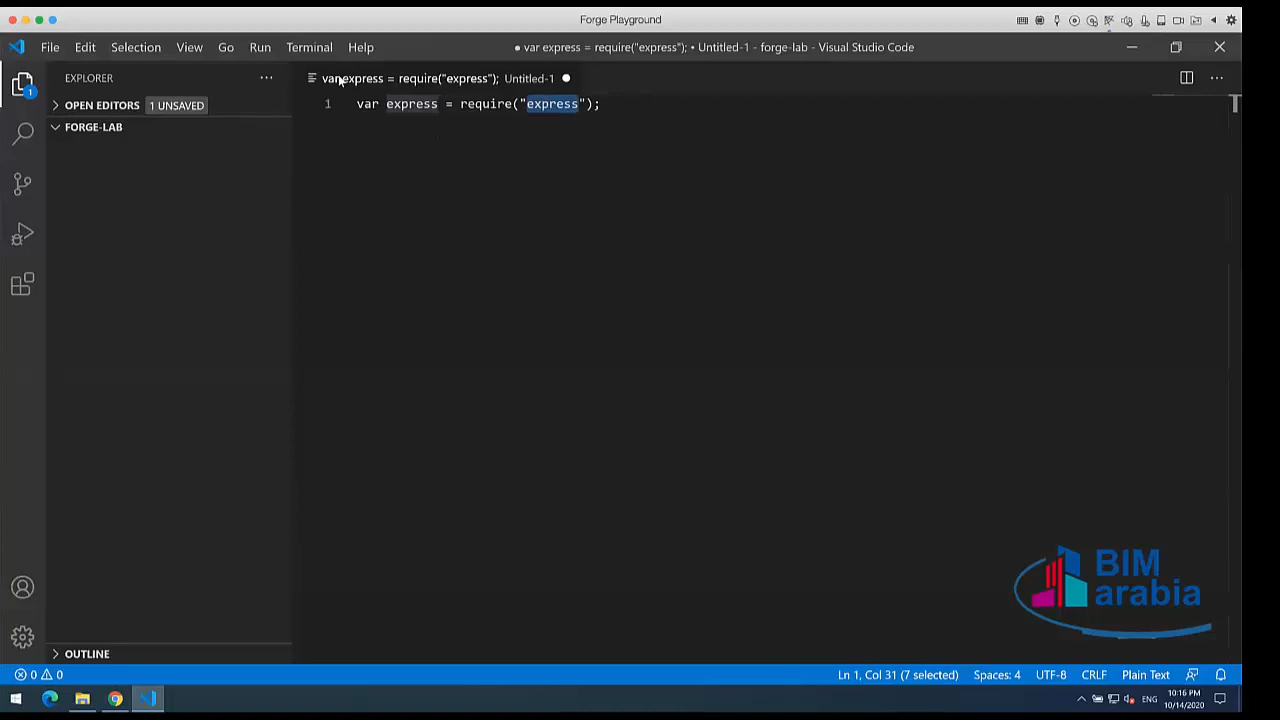 Forge Playground
File Edit Selection View Go Run Terminal Help
● var express = require("express"); • Untitled-1 - forge-lab - Visual Studio Code
EXPLORER
var express = require("express"); Untitled-1
OPEN EDITORS 1 UNSAVED
1 var express = require("express");
FORGE-LAB
1
BIM
arabia
OUTLINE
0 0
Ln 1, Col 31 (7 selected) Spaces: 4 UTF-8 CRLF Plain Text
ENG
10:16 PM
10/14/2020